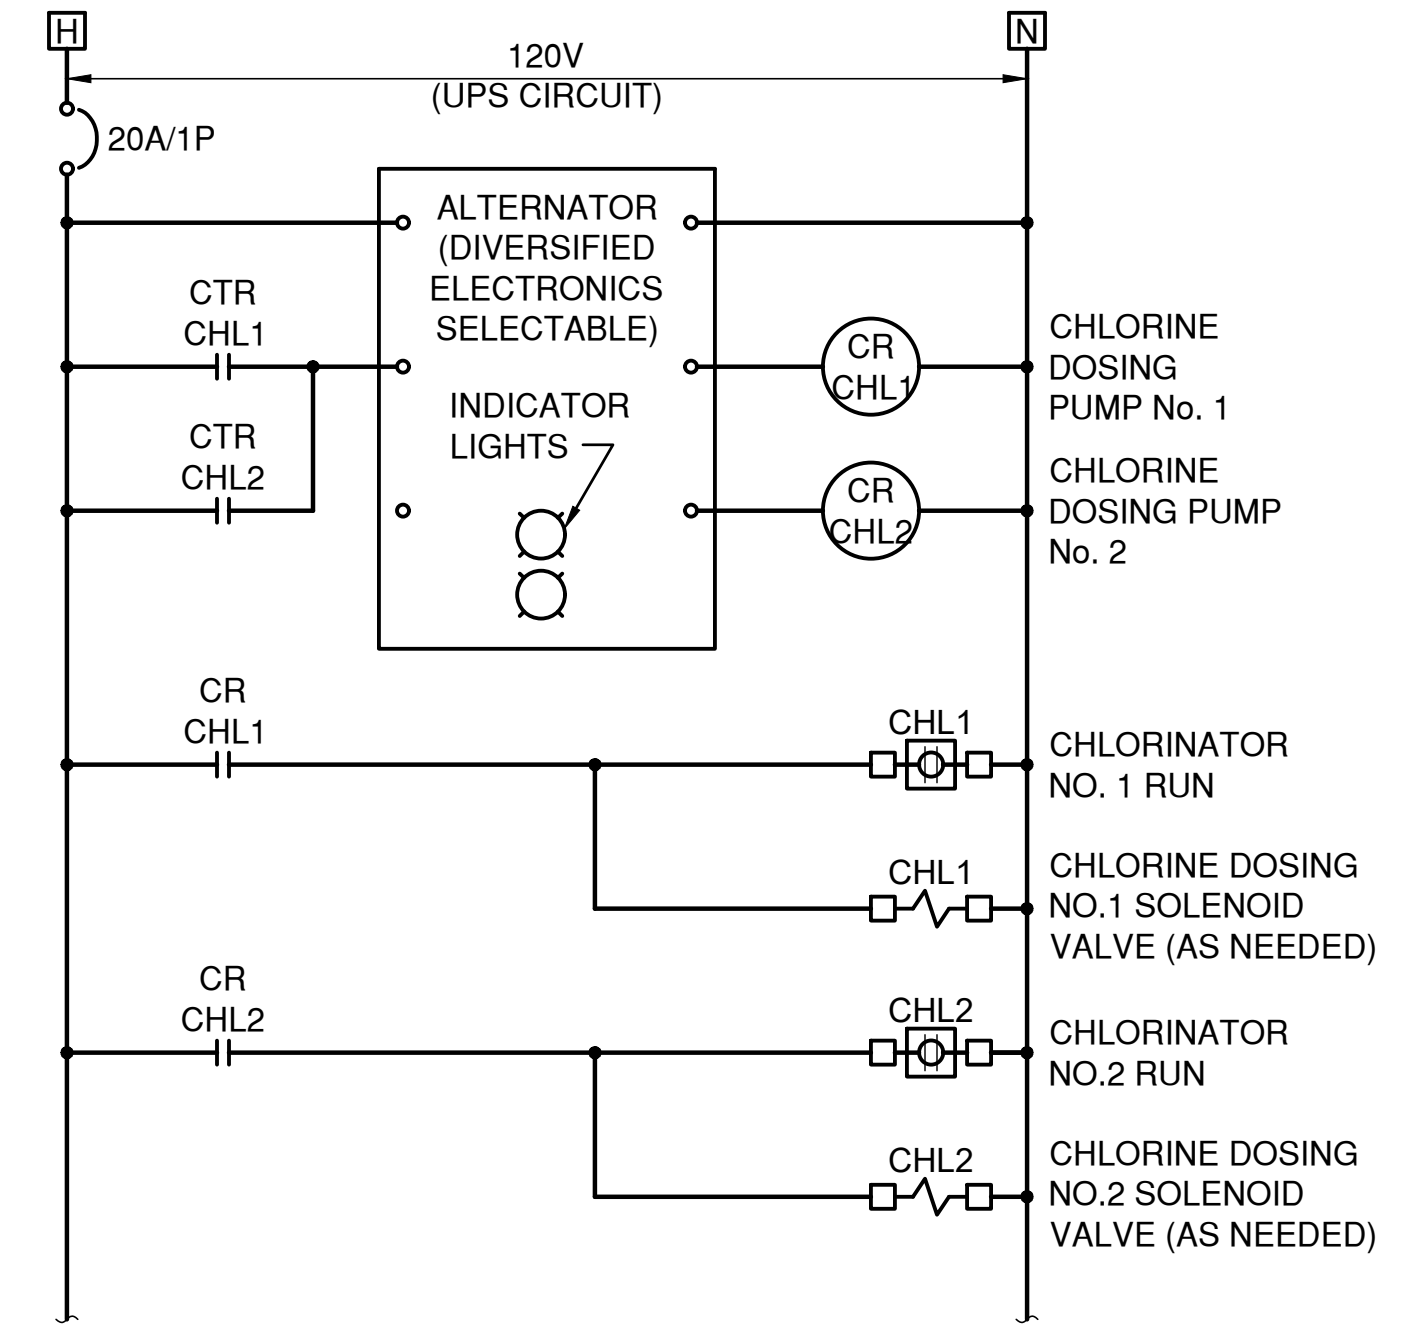 H
N
120V
(UPS CIRCUIT)
20A/1P
ALTERNATOR
(DIVERSIFIED
ELECTRONICS
SELECTABLE)
CTR
CHL1
CR
CHL1
CHLORINE
DOSING
PUMP No. 1
INDICATOR
LIGHTS
CTR
CHL2
CR
CHL2
CHLORINE
DOSING PUMP
No. 2
CR
CHL1
CHL1
CHLORINATOR
NO. 1 RUN
CHL1
CHLORINE DOSING
NO.1 SOLENOID
VALVE (AS NEEDED)
CR
CHL2
CHL2
CHLORINATOR
NO.2 RUN
CHL2
CHLORINE DOSING
NO.2 SOLENOID
VALVE (AS NEEDED)